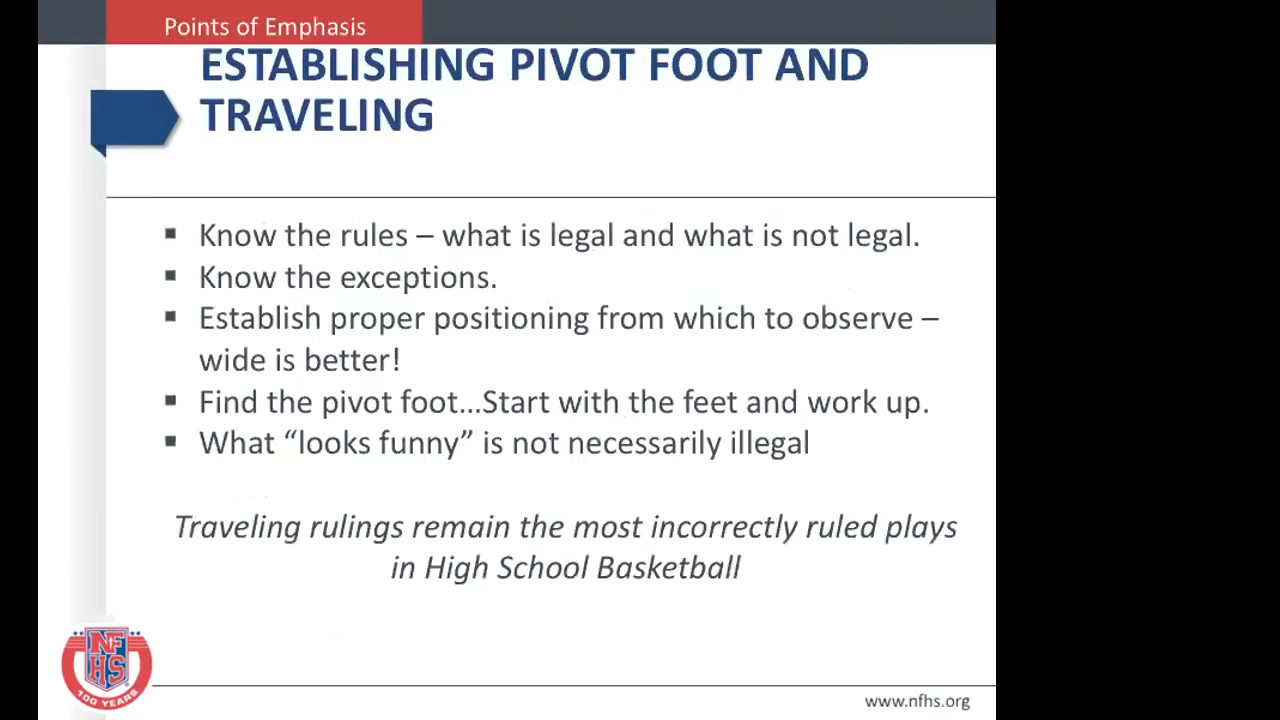 Points of Emphasis
ESTABLISHING PIVOT FOOT AND
TRAVELING
▪ Know the rules – what is legal and what is not legal.
▪ Know the exceptions.
▪ Establish proper positioning from which to observe –
wide is better!
▪ Find the pivot foot...Start with the feet and work up.
▪ What “looks funny” is not necessarily illegal
Traveling rulings remain the most incorrectly ruled plays
in High School Basketball
NF
HS
100 YEARS
www.nfhs.org